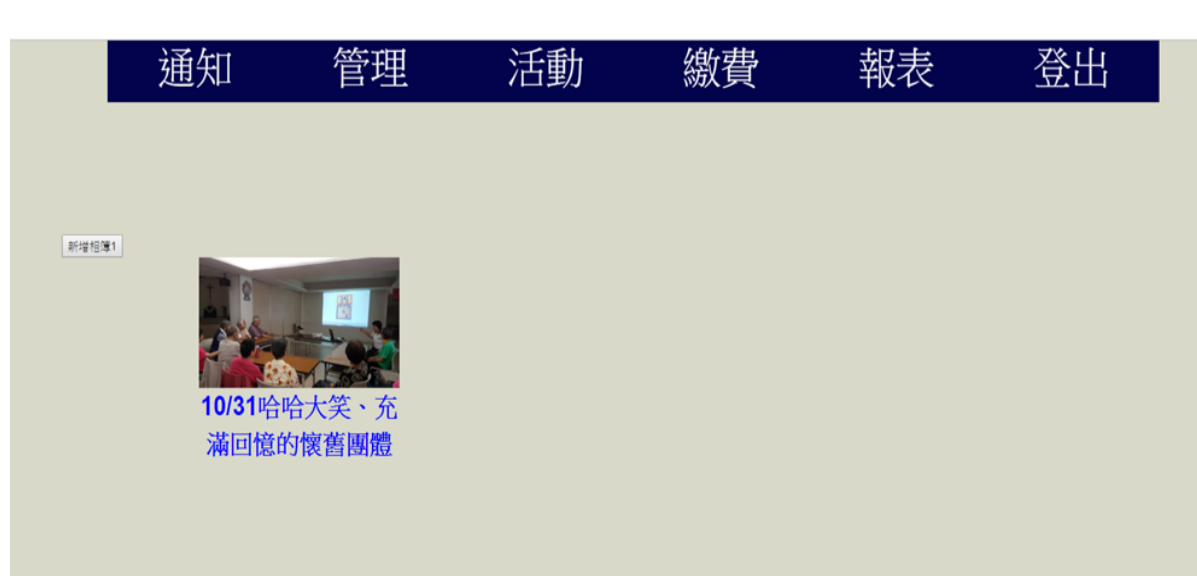 通知 管理 活動 繳費 報表 登出
新增相簿1
10/31哈哈大笑、充
滿回憶的懷舊團體